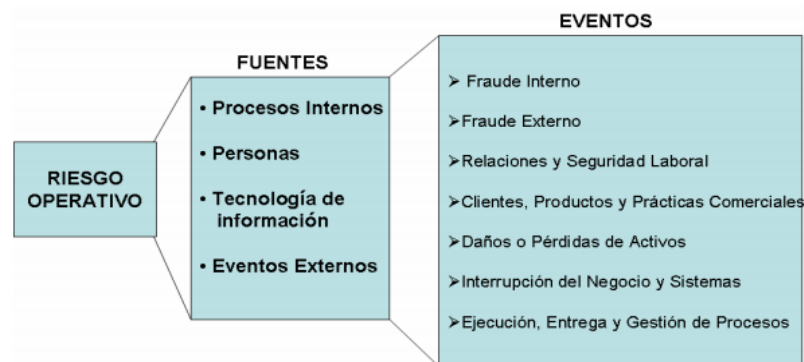 RIESGO
OPERATIVO
FUENTES
• Procesos Internos
• Personas
• Tecnología de
información
• Eventos Externos
EVENTOS
➢ Fraude Interno
➢Fraude Externo
➢Relaciones y Seguridad Laboral
➢Clientes, Productos y Prácticas Comerciales
➢Daños o Pérdidas de Activos
➢Interrupción del Negocio y Sistemas
➢Ejecución, Entrega y Gestión de Procesos